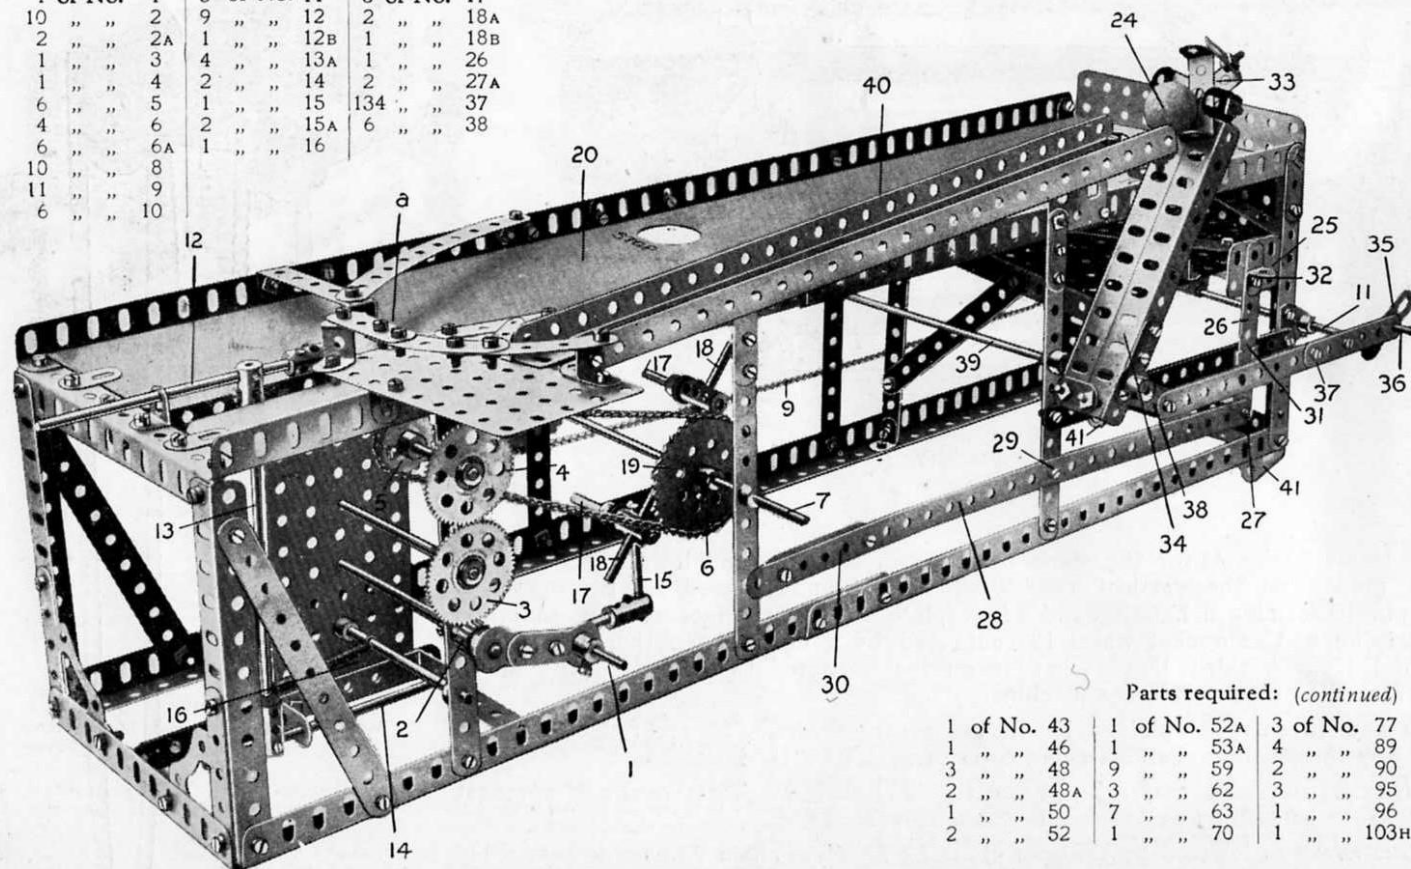 of No. of No. of No.
10 „ „ 2 9 „ „ 12 2 „ „ 18A
2 „ „ 2A 1 „ „ 12B 1 „ „ 18B
1 „ „ 3 4 „ „ 13A 1 „ „ 26
1 „ „ 4 2 „ „ 14 2 „ „ 27A
6 „ „ 5 1 „ „ 15 134 „ „ 37
4 „ „ 6 2 „ „ 15A 6 „ „ 38
6 „ „ 6A 1 „ „ 16
10 „ „ 8
11 „ „ 9
6 „ „ 10
24
33
40
20
a
12
25
35
32
11
26
18
17
39
9
37
36
31
41
29
19
4
5
7
13
38
41
27
6
34
28
18
15
3
17
30
16
2
1
14
Parts required: (continued)
1 of No. 43 1 of No. 52A 3 of No. 77
1 „ „ 46 1 „ „ 53A 4 „ „ 89
3 „ „ 48 9 „ „ 59 2 „ „ 90
2 „ „ 48A 3 „ „ 62 3 „ „ 95
1 „ „ 50 7 „ „ 63 1 „ „ 96
2 „ „ 52 1 „ „ 70 1 „ „ 103H